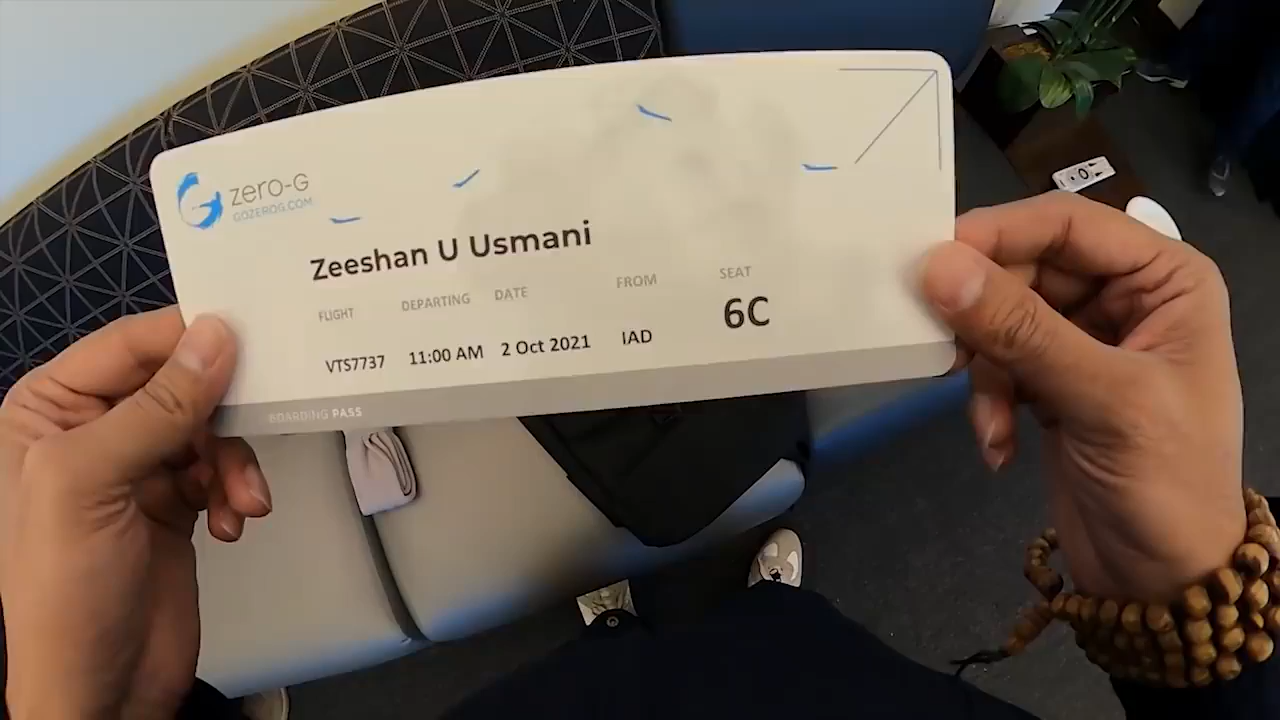 zero-G
GOZEROG.COM
Zeeshan U Usmani
FLIGHT DEPARTING DATE FROM SEAT
VTS7737 11:00 AM 2 Oct 2021 IAD 6C
BOARDING PASS